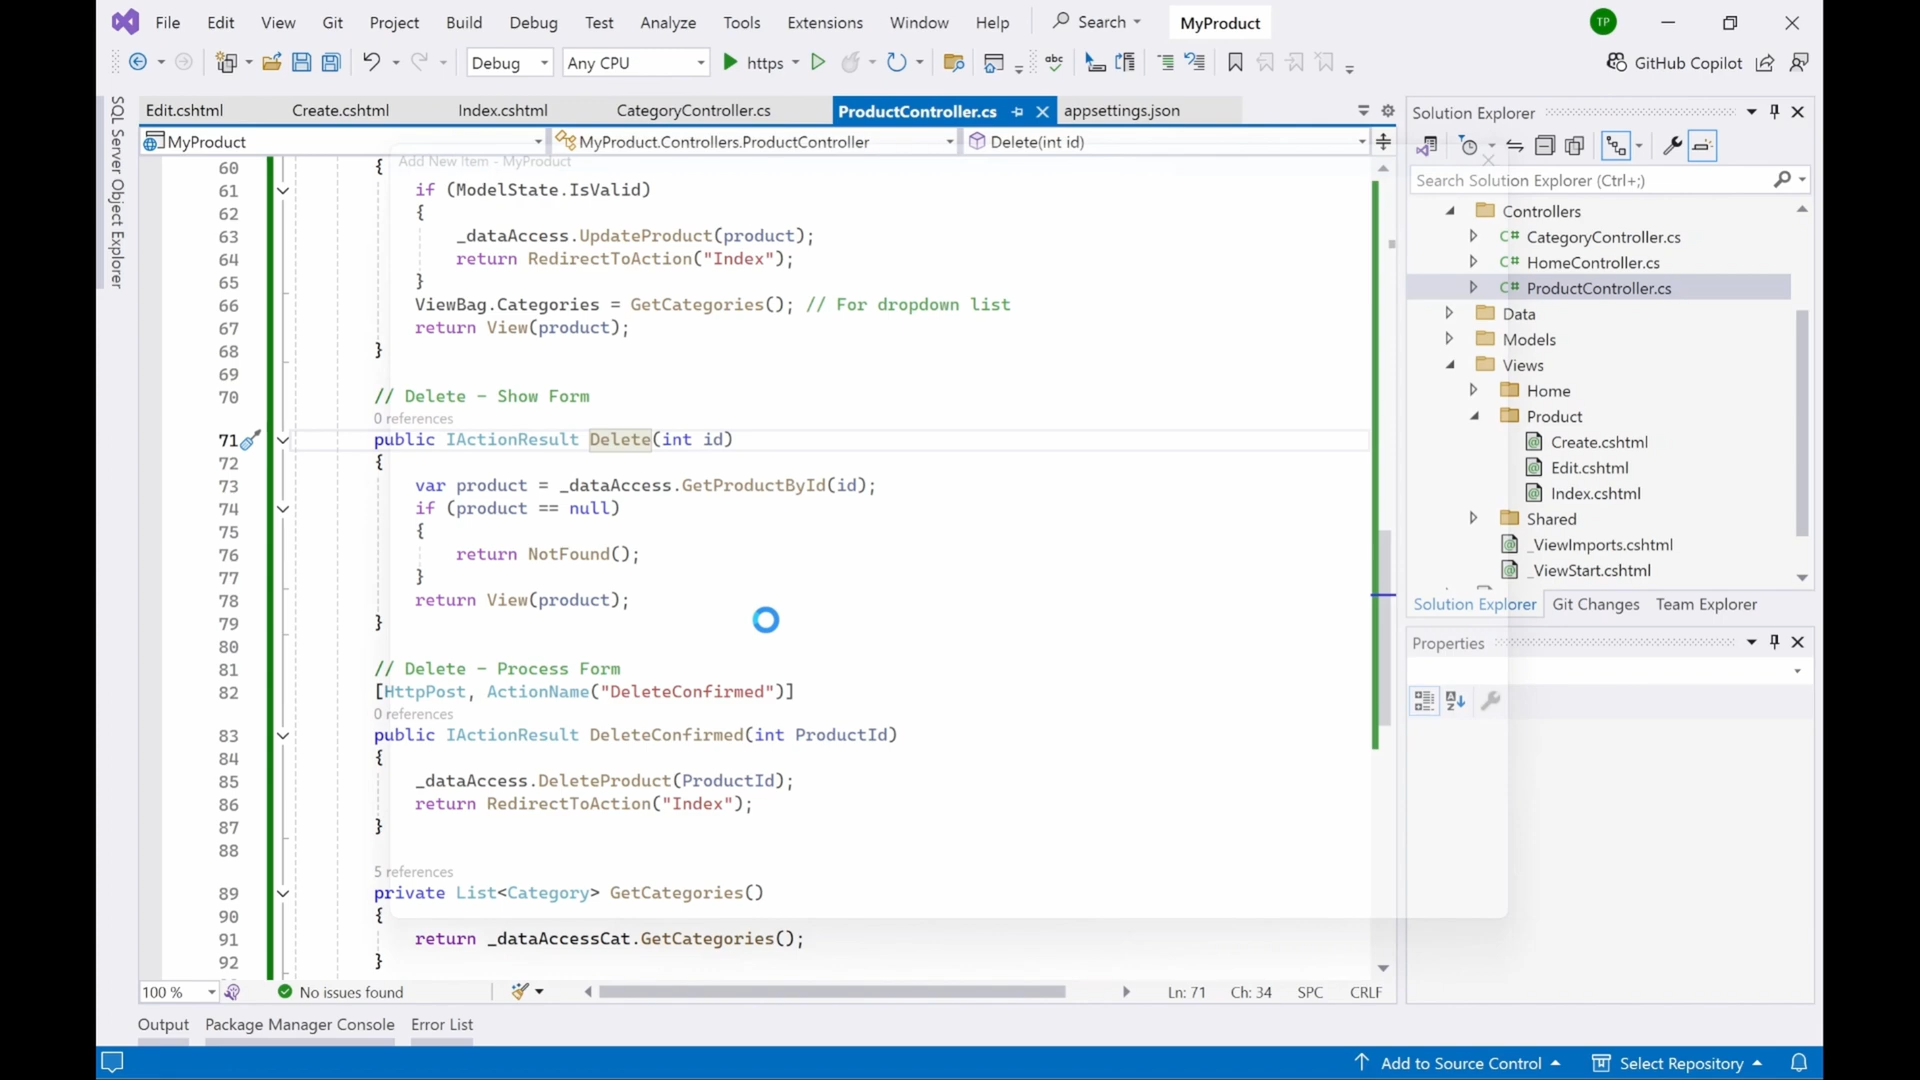 File Edit View Git Project Build Debug Test Analyze Tools Extensions Window Help Search MyProduct TP
Debug Any CPU https abc GitHub Copilot
SQL Server Object Explorer
Edit.cshtml Create.cshtml Index.cshtml CategoryController.cs ProductController.cs appsettings.json
MyProduct MyProduct.Controllers.ProductController Delete(int id)
Add New Item - MyProduct
60 {
61 if (ModelState.IsValid)
62 {
63 _dataAccess.UpdateProduct(product);
64 return RedirectToAction("Index");
65 }
66 ViewBag.Categories = GetCategories(); // For dropdown list
67 return View(product);
68 }
69
70 // Delete - Show Form
0 references
71 public IActionResult Delete(int id)
72 {
73 var product = _dataAccess.GetProductById(id);
74 if (product == null)
75 {
76 return NotFound();
77 }
78 return View(product);
79 }
80
81 // Delete - Process Form
82 [HttpPost, ActionName("DeleteConfirmed")]
0 references
83 public IActionResult DeleteConfirmed(int ProductId)
84 {
85 _dataAccess.DeleteProduct(ProductId);
86 return RedirectToAction("Index");
87 }
88
5 references
89 private List<Category> GetCategories()
90 {
91 return _dataAccessCat.GetCategories();
92 }
100 % No issues found Ln: 71 Ch: 34 SPC CRLF
Output Package Manager Console Error List
Solution Explorer
Search Solution Explorer (Ctrl+;)
Controllers
C# CategoryController.cs
C# HomeController.cs
C# ProductController.cs
Data
Models
Views
Home
Product
Create.cshtml
Edit.cshtml
Index.cshtml
Shared
_ViewImports.cshtml
_ViewStart.cshtml
Solution Explorer Git Changes Team Explorer
Properties
Add to Source Control Select Repository